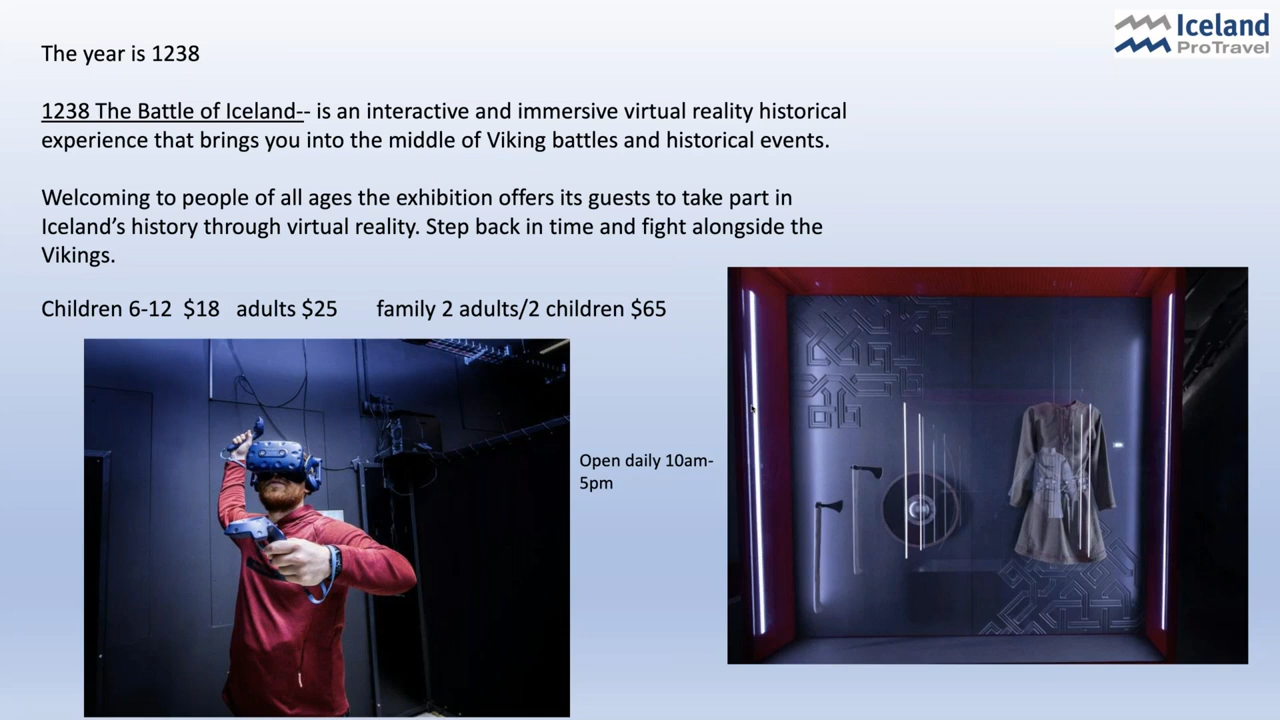 Iceland
ProTravel
The year is 1238
1238 The Battle of Iceland-- is an interactive and immersive virtual reality historical
experience that brings you into the middle of Viking battles and historical events.
Welcoming to people of all ages the exhibition offers its guests to take part in
Iceland’s history through virtual reality. Step back in time and fight alongside the
Vikings.
Children 6-12 $18 adults $25 family 2 adults/2 children $65
Open daily 10am-
5pm